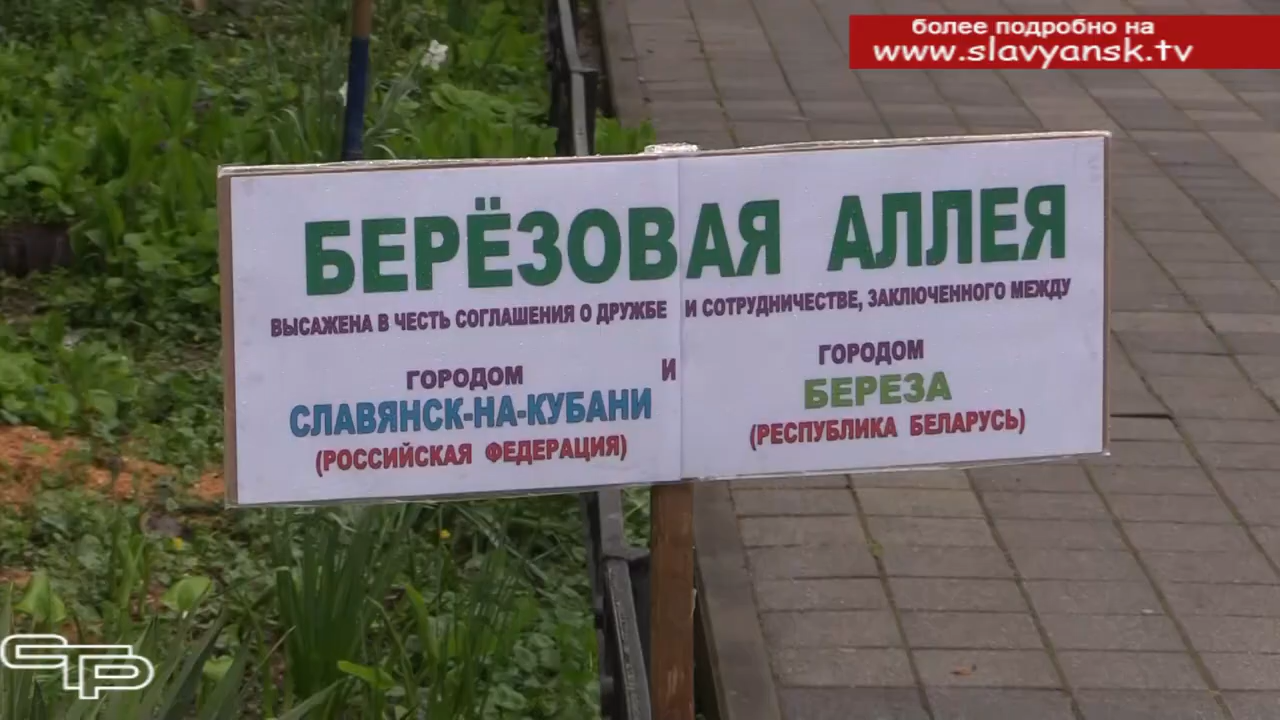 более подробно на
www.slavyansk.tv
БЕРЁЗОВАЯ АЛЛЕЯ
ВЫСАЖЕНА В ЧЕСТЬ СОГЛАШЕНИЯ О ДРУЖБЕ И СОТРУДНИЧЕСТВЕ, ЗАКЛЮЧЕННОГО МЕЖДУ
ГОРОДОМ
СЛАВЯНСК-НА-КУБАНИ
(РОССИЙСКАЯ ФЕДЕРАЦИЯ)
И
ГОРОДОМ
БЕРЕЗА
(РЕСПУБЛИКА БЕЛАРУСЬ)
СТР